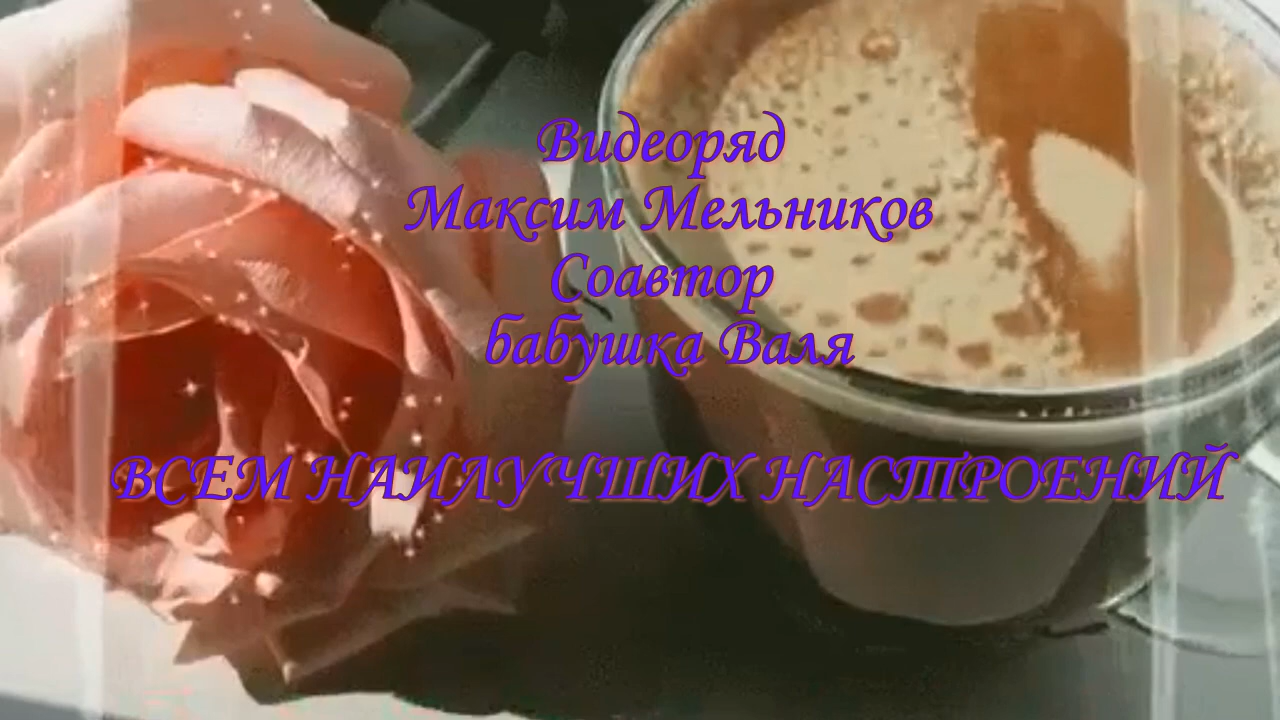 Видеоряд
Максим Мельников
Соавтор
бабушка Валя
ВСЕМ НАИЛУЧШИХ НАСТРОЕНИЙ